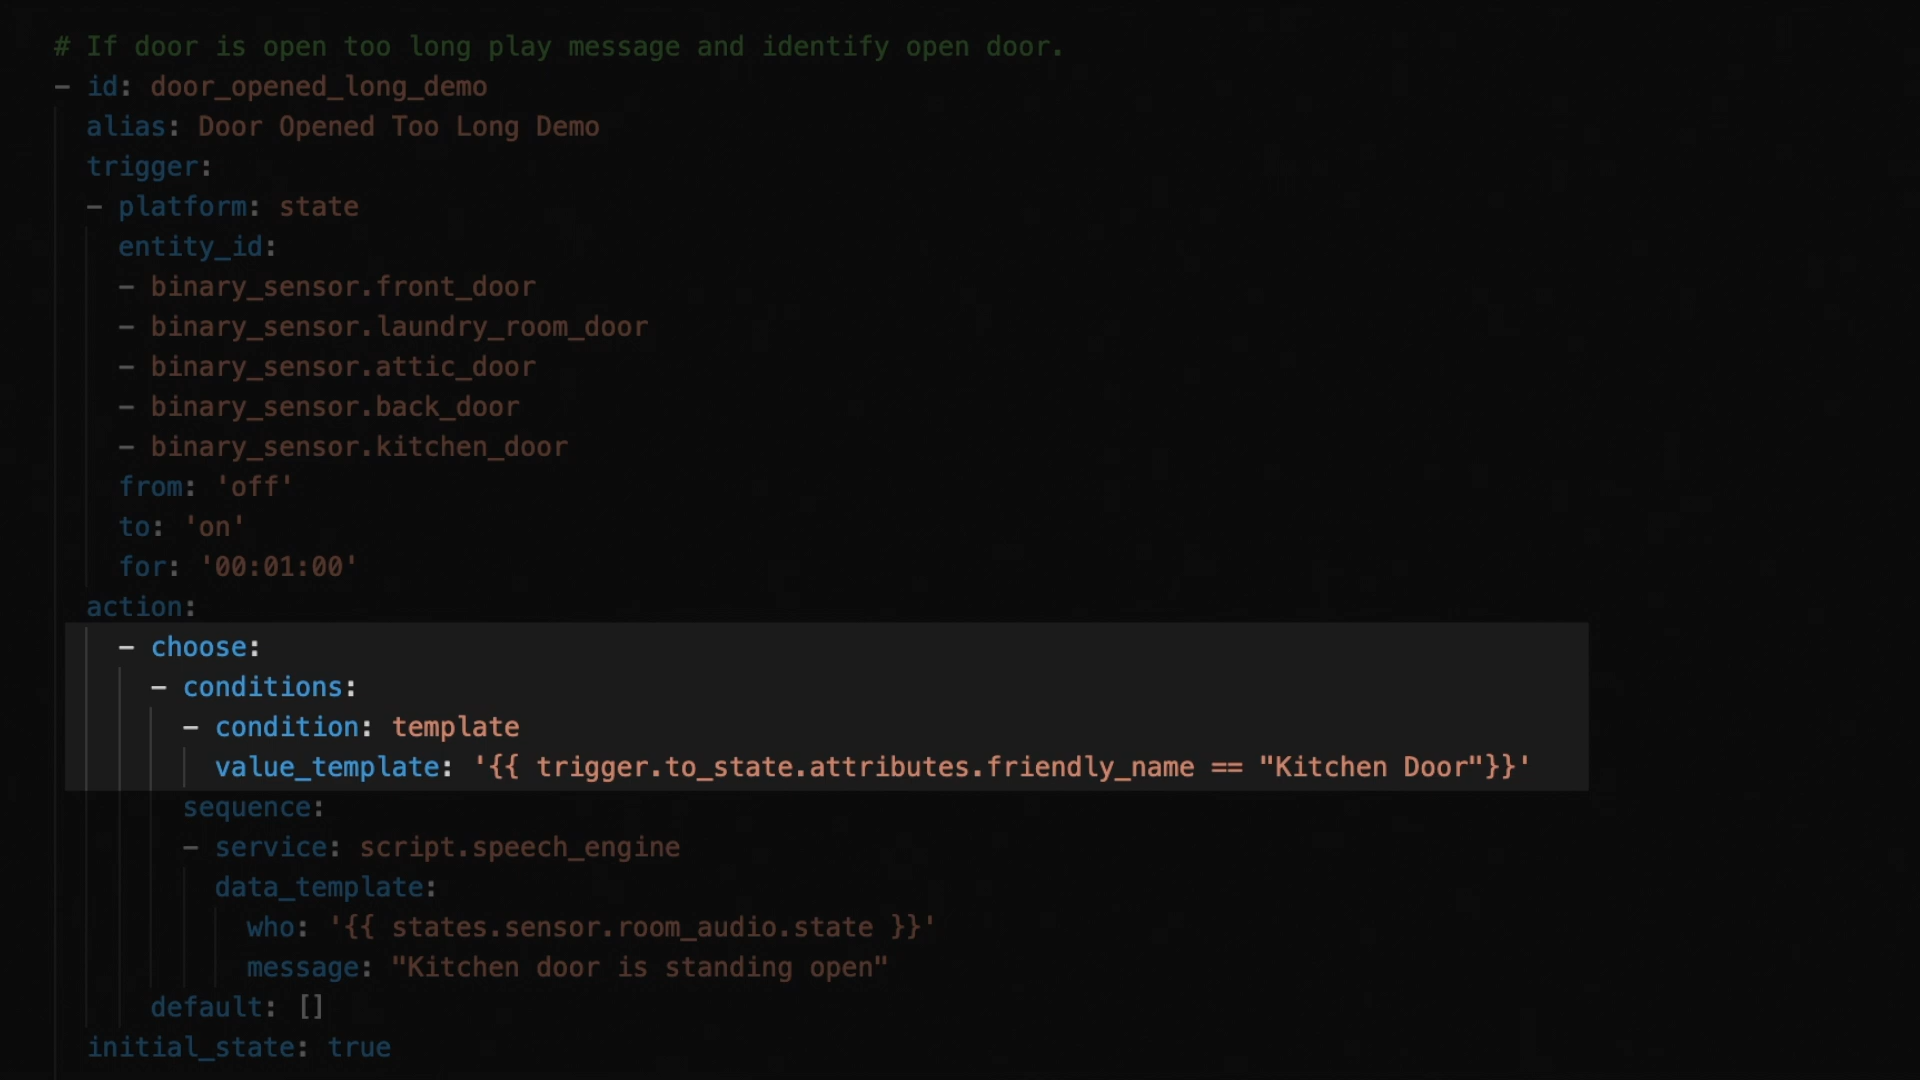 # If door is open too long play message and identify open door.
- id: door_opened_long_demo
alias: Door Opened Too Long Demo
trigger:
- platform: state
entity_id:
- binary_sensor.front_door
- binary_sensor.laundry_room_door
- binary_sensor.attic_door
- binary_sensor.back_door
- binary_sensor.kitchen_door
from: 'off'
to: 'on'
for: '00:01:00'
action:
- choose:
- conditions:
- condition: template
value_template: '{{ trigger.to_state.attributes.friendly_name == "Kitchen Door"}}'
sequence:
- service: script.speech_engine
data_template:
who: '{{ states.sensor.room_audio.state }}'
message: "Kitchen door is standing open"
default: []
initial_state: true